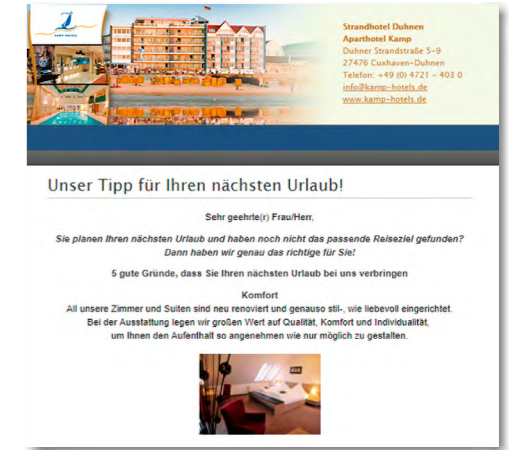 KAMP HOTELS
Strandhotel Duhnen
Aparthotel Kamp
Duhner Strandstraße 5-9
27476 Cuxhaven-Duhnen
Telefon: +49 (0) 4721 - 403 0
info@kamp-hotels.de
www.kamp-hotels.de
Unser Tipp für Ihren nächsten Urlaub!
Sehr geehrte(r) Frau/Herr,
Sie planen Ihren nächsten Urlaub und haben noch nicht das passende Reiseziel gefunden?
Dann haben wir genau das richtige für Sie!
5 gute Gründe, dass Sie Ihren nächsten Urlaub bei uns verbringen
Komfort
All unsere Zimmer und Suiten sind neu renoviert und genauso stil-, wie liebevoll eingerichtet.
Bei der Ausstattung legen wir großen Wert auf Qualität, Komfort und Individualität,
um Ihnen den Aufenthalt so angenehmen wie nur möglich zu gestalten.